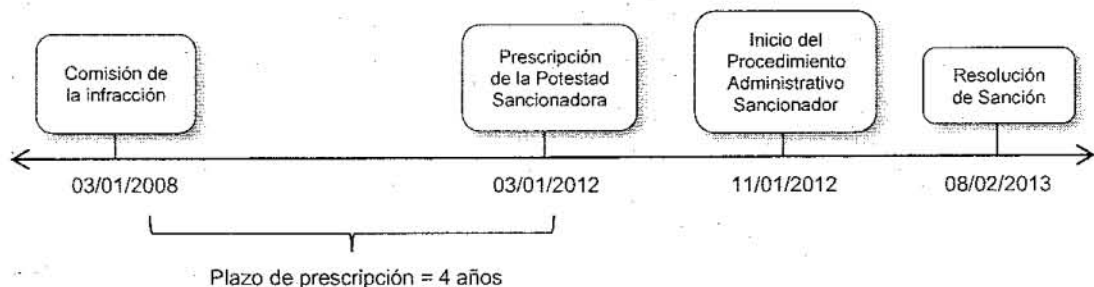 Comisión de
la infracción
Prescripción
de la Potestad
Sancionadora
Inicio del
Procedimiento
Administrativo
Sancionador
Resolución
de Sanción
03/01/2008
03/01/2012
11/01/2012
08/02/2013
Plazo de prescripción = 4 años